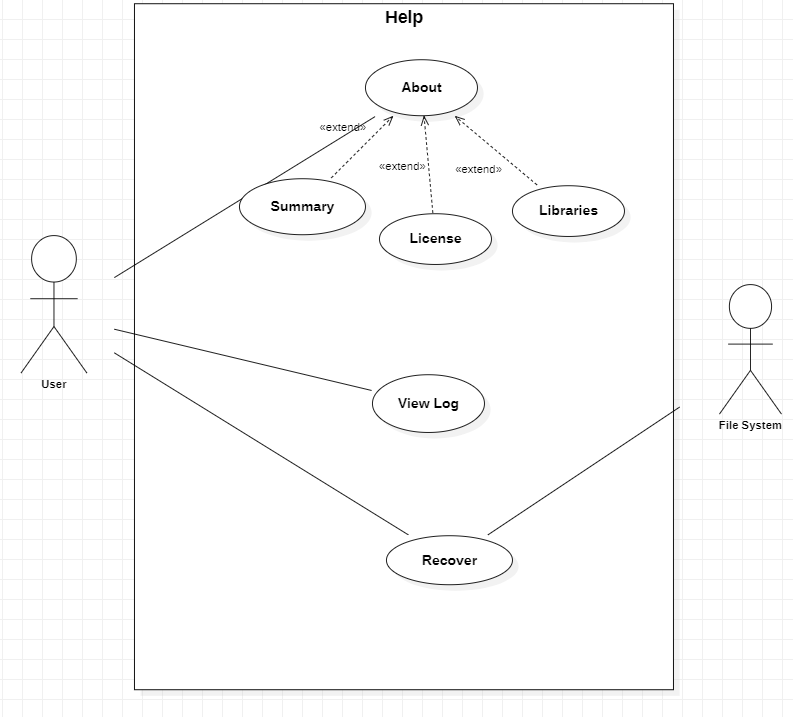 Help
About
«extend»
«extend»
«extend»
Summary
License
Libraries
User
View Log
File System
Recover